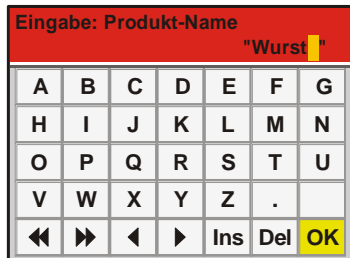 Eingabe: Produkt-Name
"Wurst "
A B C D E F G
H I J K L M N
O P Q R S T U
V W X Y Z .
Ins Del OK